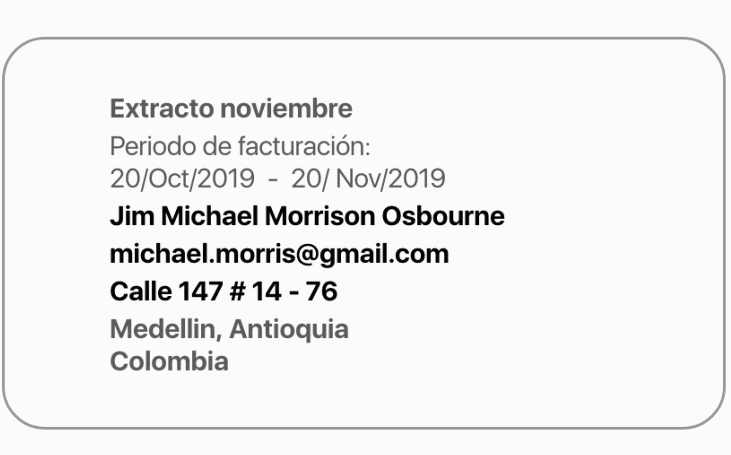 Extracto noviembre
Periodo de facturación:
20/Oct/2019 - 20/ Nov/2019
Jim Michael Morrison Osbourne
michael.morris@gmail.com
Calle 147 # 14 - 76
Medellin, Antioquia
Colombia